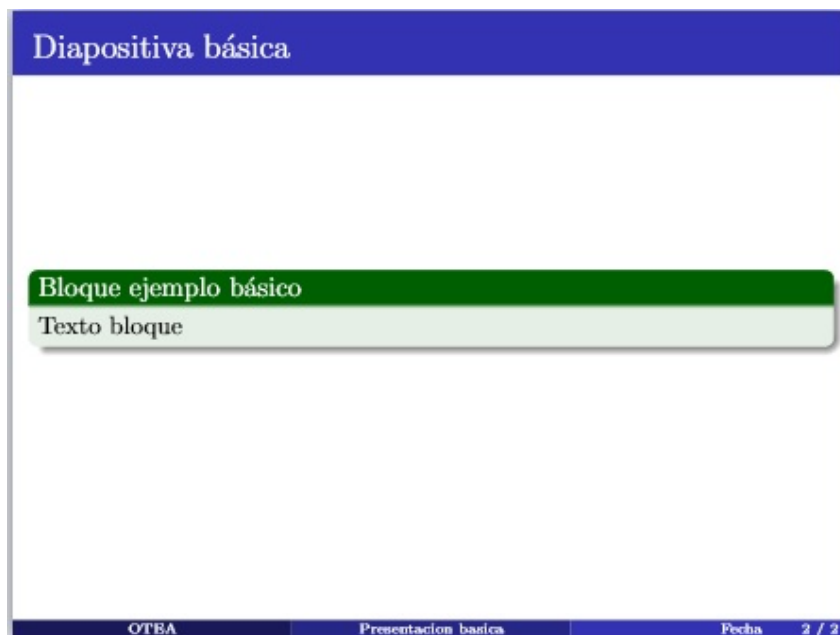 Diapositiva básica
Bloque ejemplo básico
Texto bloque
OTEA Presentacion basica Fecha 2 / 2